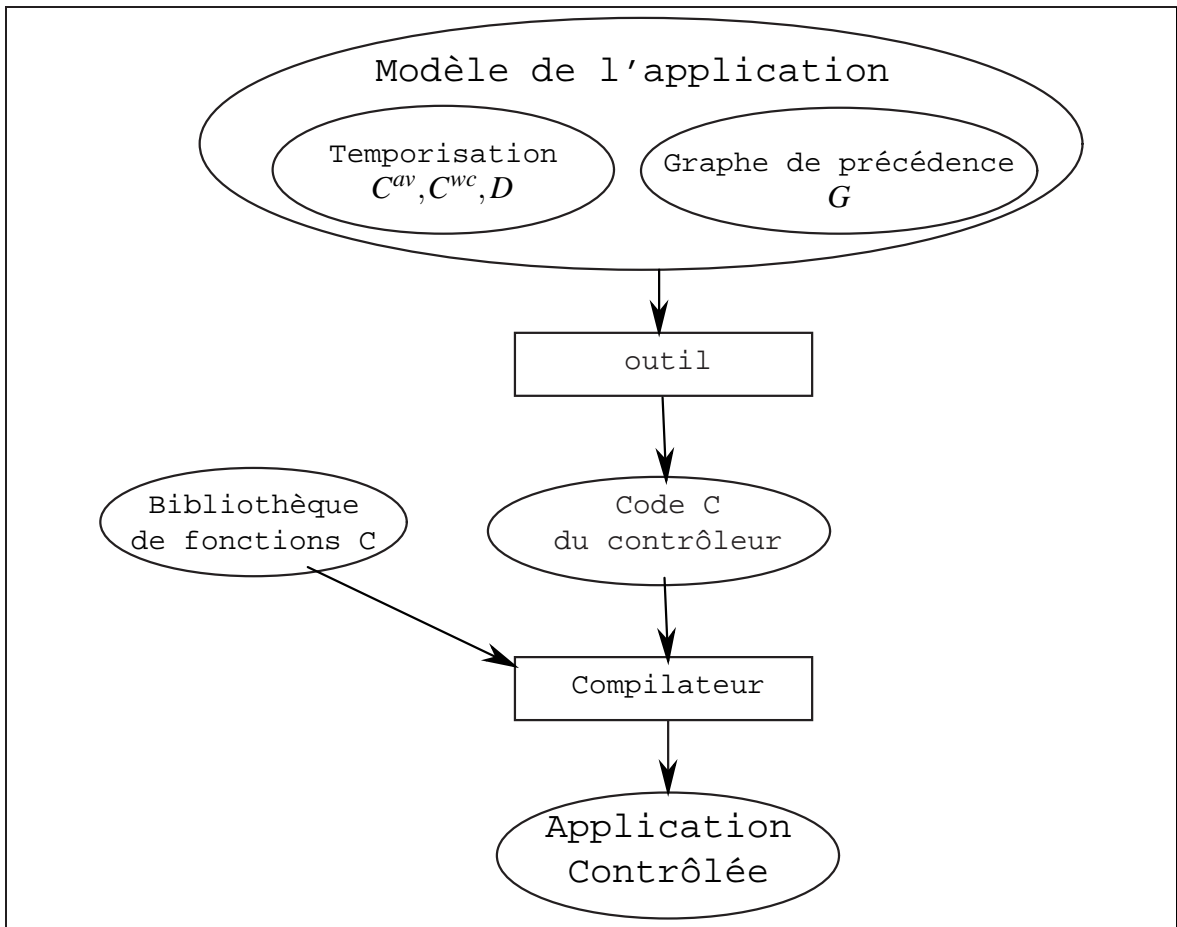 Modèle de l'application
Temporisation
C^{av}, C^{wc}, D
Graphe de précédence
G
outil
Bibliothèque
de fonctions C
Code C
du contrôleur
Compilateur
Application
Contrôlée